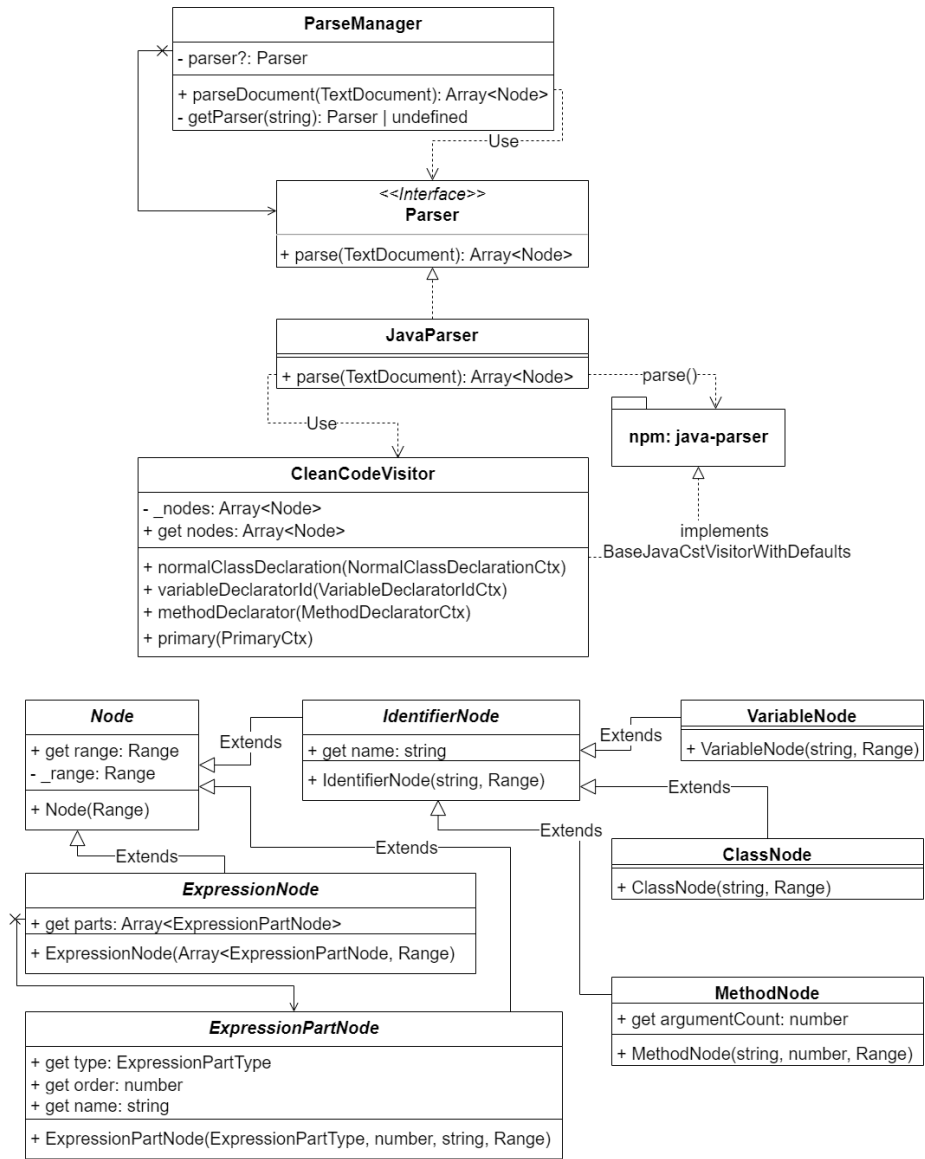 ParseManager
- parser?: Parser
+ parseDocument(TextDocument): Array<Node>
- getParser(string): Parser | undefined
Use
<<Interface>>
Parser
+ parse(TextDocument): Array<Node>
JavaParser
+ parse(TextDocument): Array<Node>
parse()
Use
npm: java-parser
CleanCodeVisitor
- _nodes: Array<Node>
+ get nodes: Array<Node>
implements
BaseJavaCstVisitorWithDefaults
+ normalClassDeclaration(NormalClassDeclarationCtx)
+ variableDeclaratorId(VariableDeclaratorIdCtx)
+ methodDeclarator(MethodDeclaratorCtx)
+ primary(PrimaryCtx)
Node
+ get range: Range
- _range: Range
+ Node(Range)
Extends
IdentifierNode
+ get name: string
+ IdentifierNode(string, Range)
Extends
VariableNode
+ VariableNode(string, Range)
Extends
Extends
Extends
Extends
ClassNode
+ ClassNode(string, Range)
ExpressionNode
+ get parts: Array<ExpressionPartNode>
+ ExpressionNode(Array<ExpressionPartNode, Range)
MethodNode
+ get argumentCount: number
+ MethodNode(string, number, Range)
ExpressionPartNode
+ get type: ExpressionPartType
+ get order: number
+ get name: string
+ ExpressionPartNode(ExpressionPartType, number, string, Range)